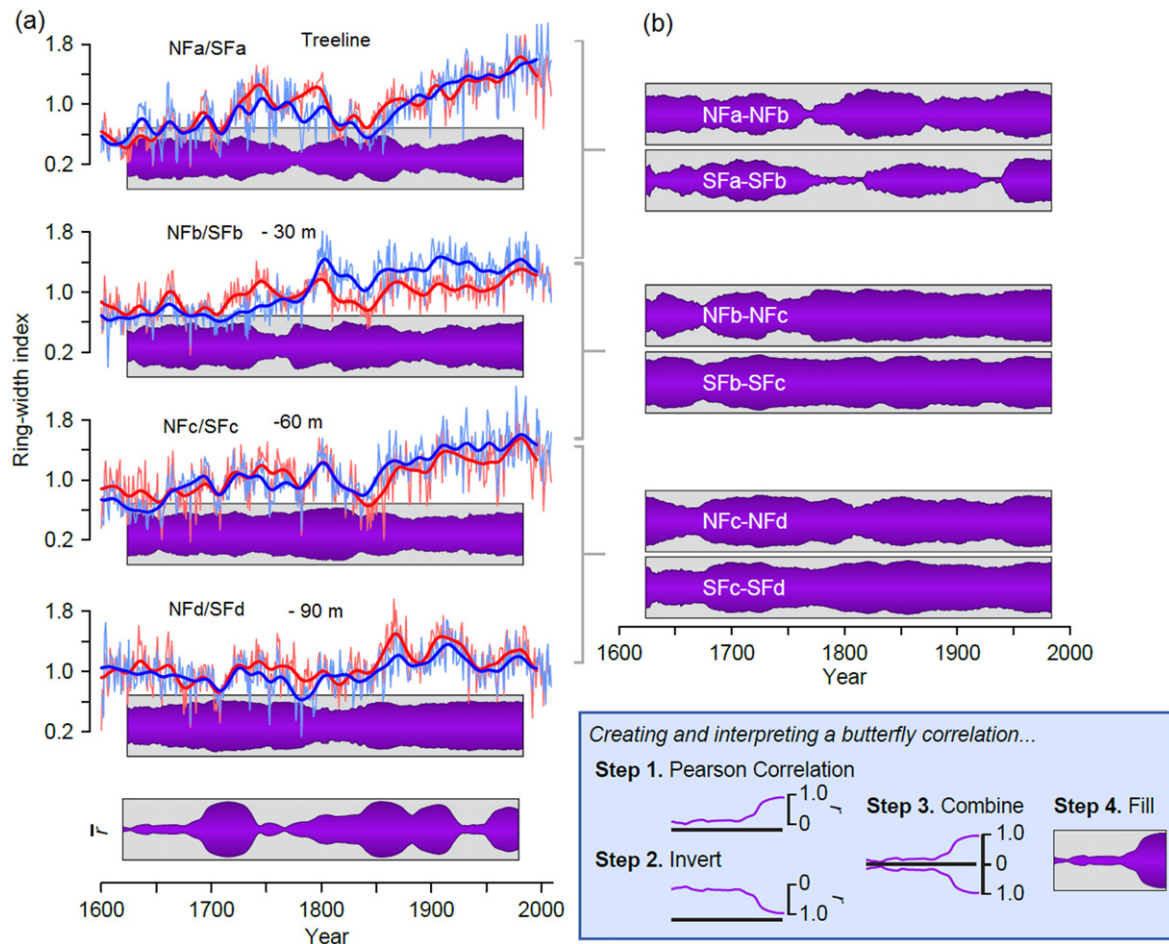 (a)
NFa/SFa Treeline
1.8
1.0
0.2
NFb/SFb - 30 m
1.8
1.0
0.2
NFc/SFc -60 m
1.8
1.0
0.2
NFd/SFd - 90 m
1.8
1.0
0.2
Ring-width index
r̅
1600 1700 1800 1900 2000
Year
(b)
NFa-NFb
SFa-SFb
NFb-NFc
SFb-SFc
NFc-NFd
SFc-SFd
1600 1700 1800 1900 2000
Year
Creating and interpreting a butterfly correlation...
Step 1. Pearson Correlation
1.0
0
r
Step 2. Invert
0
1.0
r
Step 3. Combine
1.0
0
1.0
Step 4. Fill